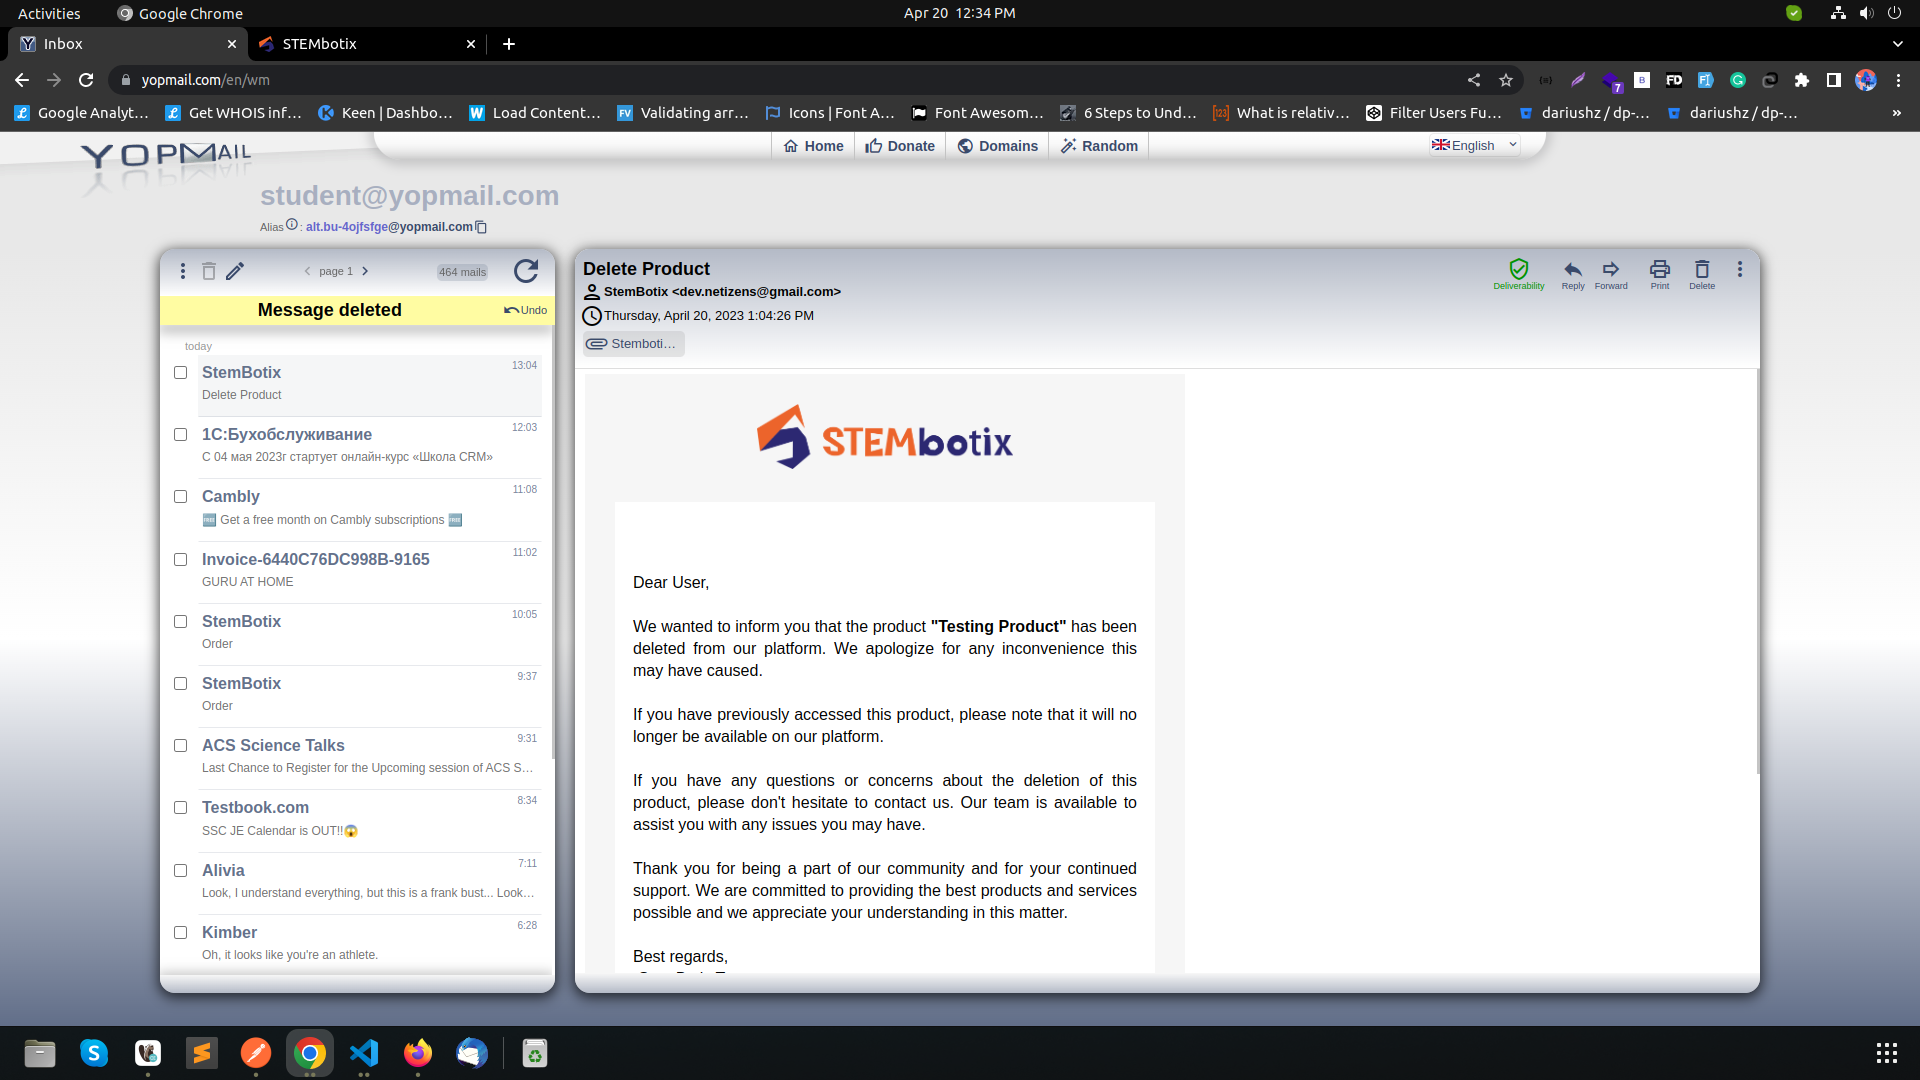 Activities
Google Chrome
Apr 20 12:34 PM
Inbox
STEMbotix
yopmail.com/en/wm
7
Google Analyt…
Get WHOIS inf…
Keen | Dashbo…
Load Content…
Validating arr…
Icons | Font A…
Font Awesom…
6 Steps to Und…
What is relativ…
Filter Users Fu…
dariushz / dp-…
dariushz / dp-…
YOPMAIL
Home
Donate
Domains
Random
English
student@yopmail.com
Alias : alt.bu-4ojfsfge@yopmail.com
page 1
464 mails
Message deleted
Undo
today
StemBotix
13:04
Delete Product
1С:Бухобслуживание
12:03
С 04 мая 2023г стартует онлайн-курс «Школа CRM»
Cambly
11:08
🆓 Get a free month on Cambly subscriptions 🆓
Invoice-6440C76DC998B-9165
11:02
GURU AT HOME
StemBotix
10:05
Order
StemBotix
9:37
Order
ACS Science Talks
9:31
Last Chance to Register for the Upcoming session of ACS S…
Testbook.com
8:34
SSC JE Calendar is OUT!!😱
Alivia
7:11
Look, I understand everything, but this is a frank bust... Look…
Kimber
6:28
Oh, it looks like you're an athlete.
Delete Product
StemBotix <dev.netizens@gmail.com>
Thursday, April 20, 2023 1:04:26 PM
Stemboti…
Deliverability
Reply
Forward
Print
Delete
STEMbotix
Dear User,
We wanted to inform you that the product "Testing Product" has been
deleted from our platform. We apologize for any inconvenience this
may have caused.
If you have previously accessed this product, please note that it will no
longer be available on our platform.
If you have any questions or concerns about the deletion of this
product, please don't hesitate to contact us. Our team is available to
assist you with any issues you may have.
Thank you for being a part of our community and for your continued
support. We are committed to providing the best products and services
possible and we appreciate your understanding in this matter.
Best regards,